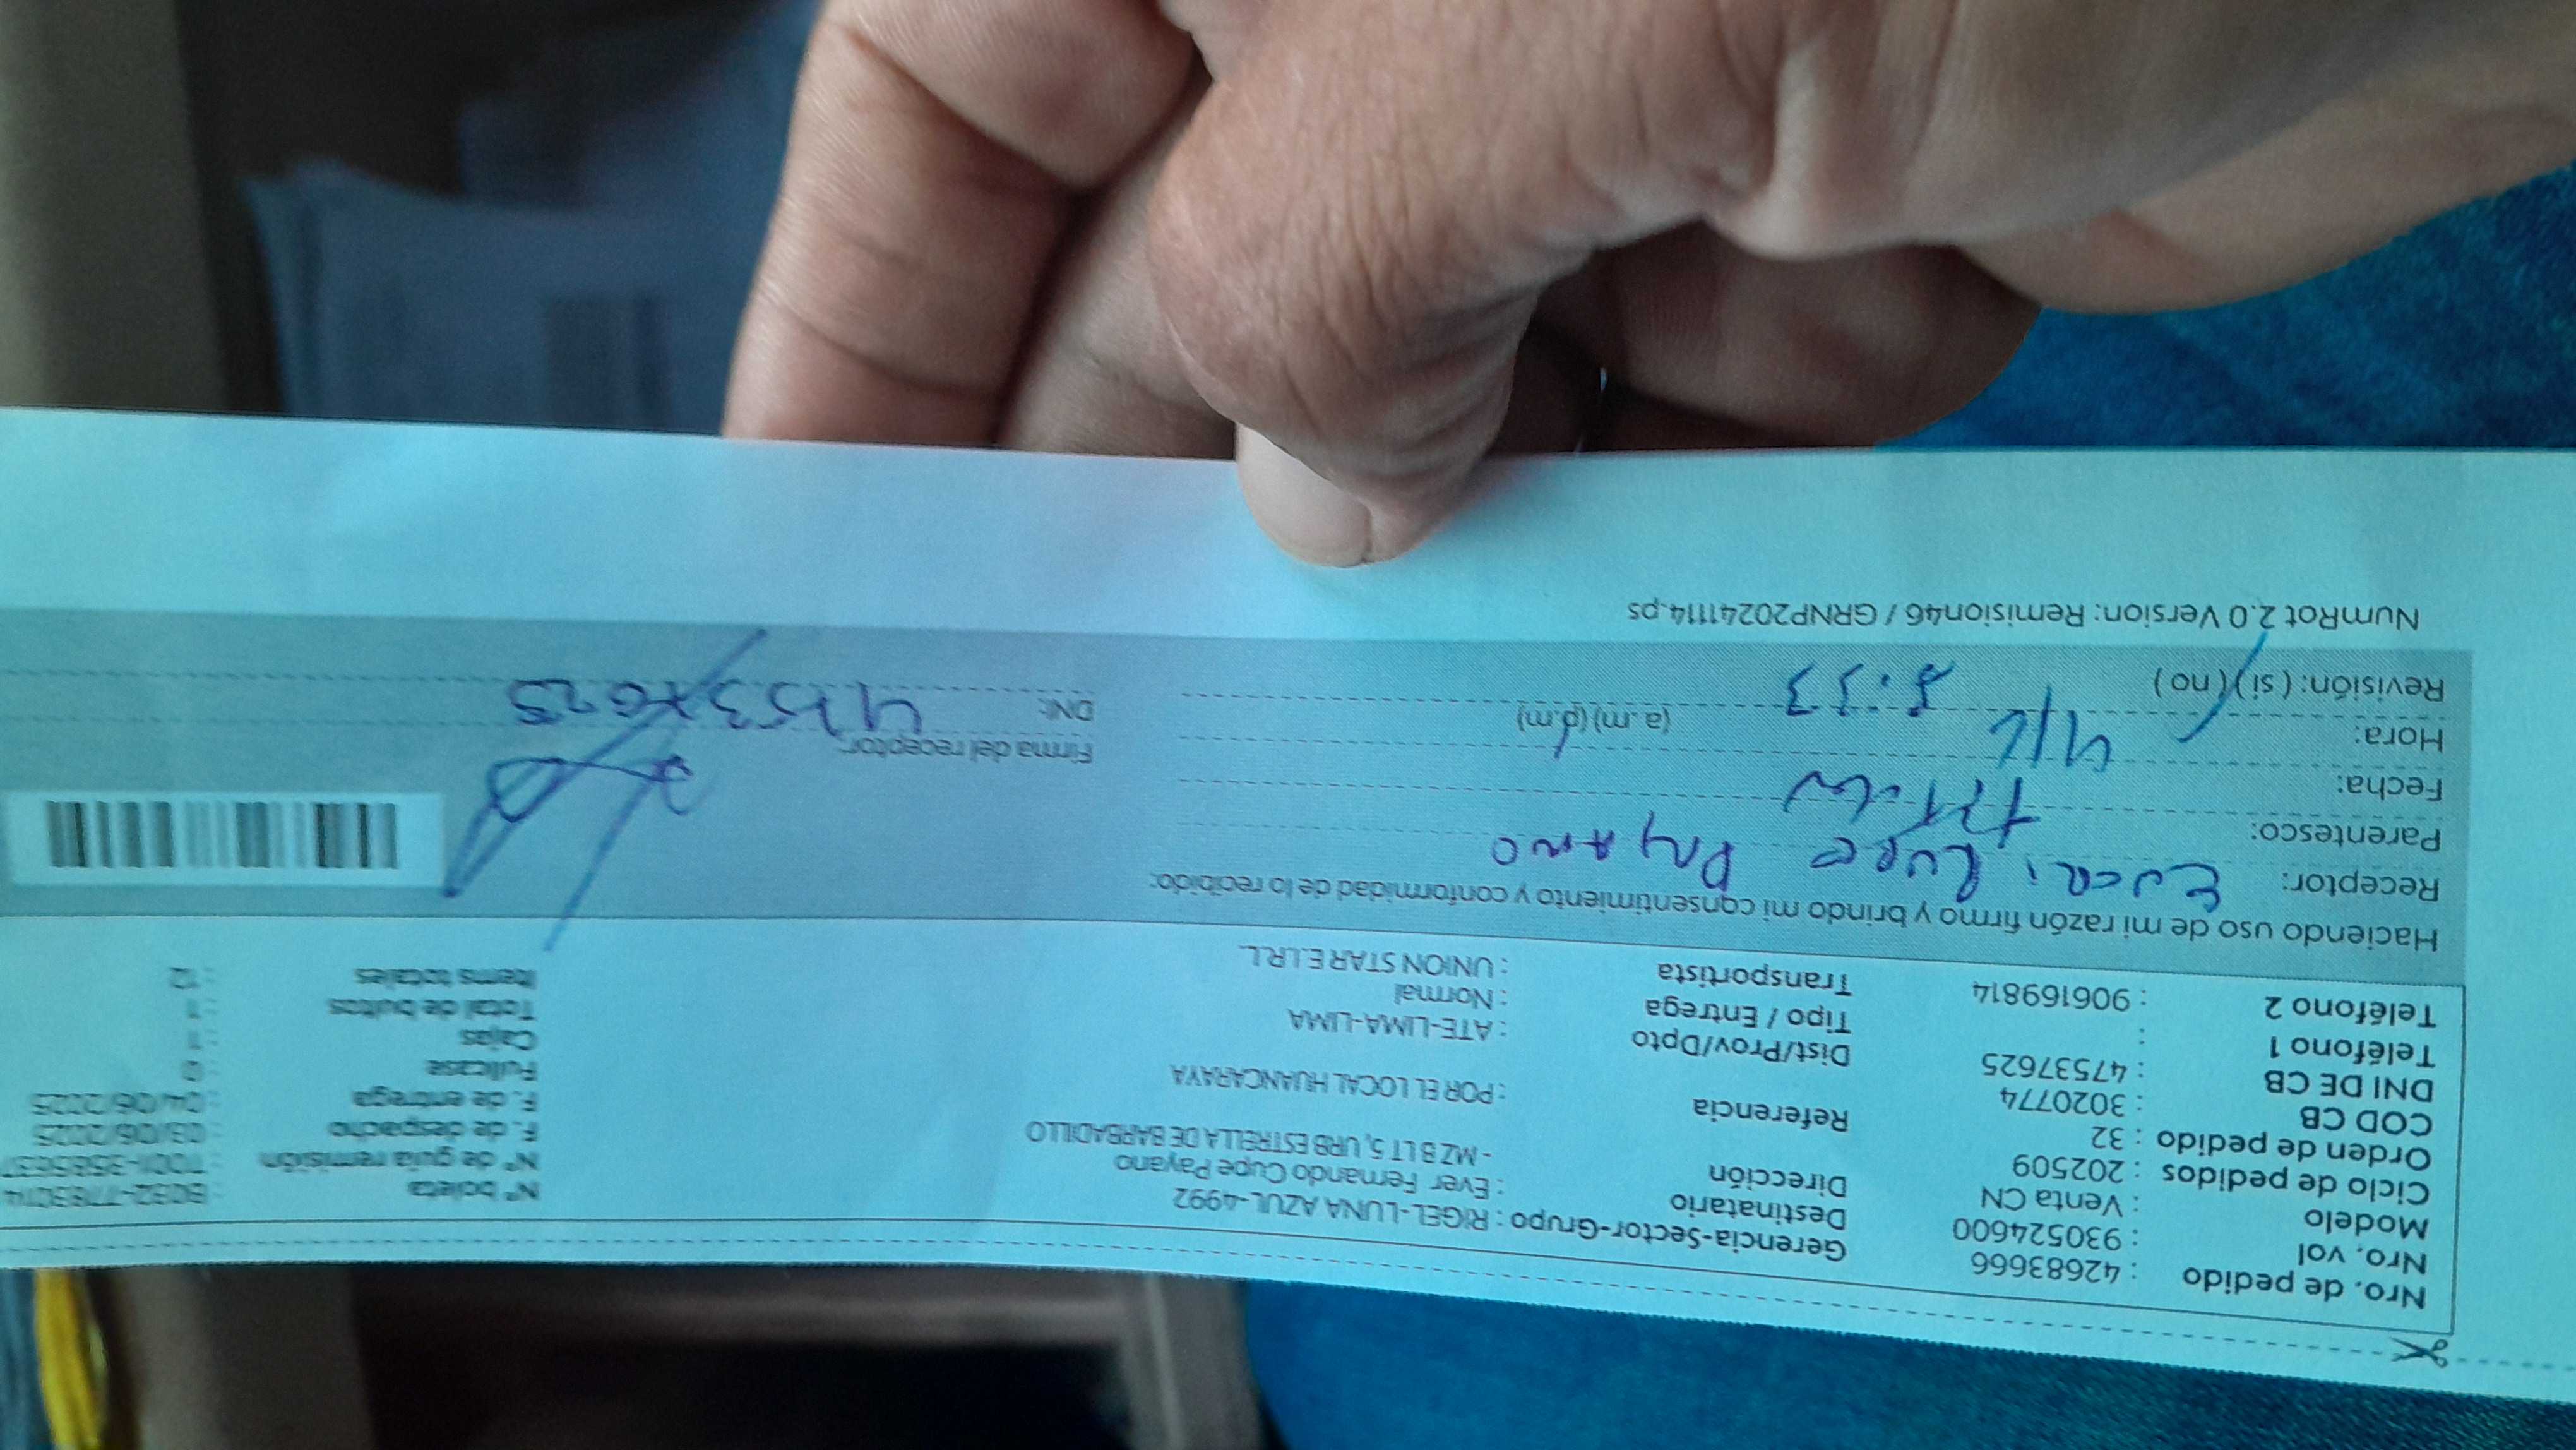 Nro. de pedido : 42683666
Nro. vol : 930524600
Modelo : Venta CN
Ciclo de pedidos : 202509
Orden de pedido : 32
COD CB : 3020774
DNI DE CB : 47537625
Teléfono 1 :
Teléfono 2 : 906169814
Gerencia-Sector-Grupo : RIGEL-LUNA AZUL-4992
Destinatario : Ever Fernando Cupe Payano
Dirección - MZ B LT 5, URB ESTRELLA DE BARBADILLO
Referencia : POR EL LOCAL HUANCARAYA
Dist/Prov/Dpto : ATE-LIMA-LIMA
Tipo / Entrega : Normal
Transportista : UNION STAR E.I.R.L.
N° boleta
N° de guía remisión
F. de despacho : 03/06/2025
F. de entrega : 04/06/2025
Fullcase : 0
Cajas : 1
Total de bultos : 1
Items totales : 12
Haciendo uso de mi razón firmo y brindo mi consentimiento y conformidad de lo recibido:
Receptor: Payano
Parentesco:
Fecha: 4/6
Hora: (a.m) (p.m)
Revisión: ( si ) ( no )
Firma del receptor:
DNI:
NumRot 2.0 Version: Remision46 / GRNP20241114.ps